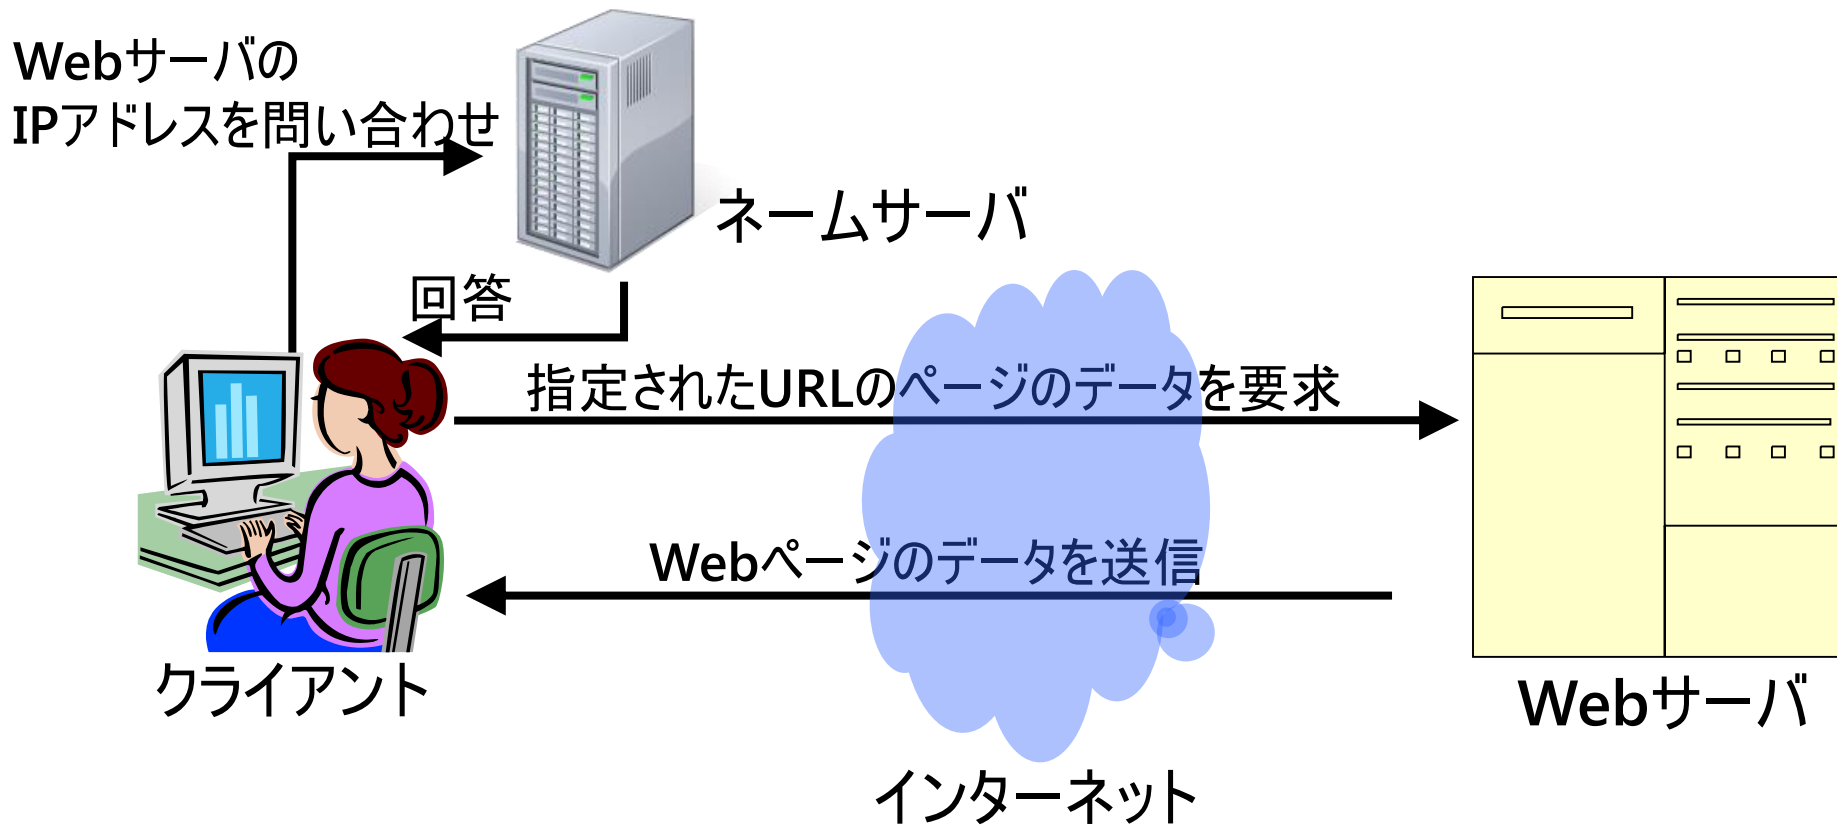 Webサーバの
IPアドレスを問い合わせ
ネームサーバ
回答
指定されたURLのページのデータを要求
Webページのデータを送信
クライアント
Webサーバ
インターネット